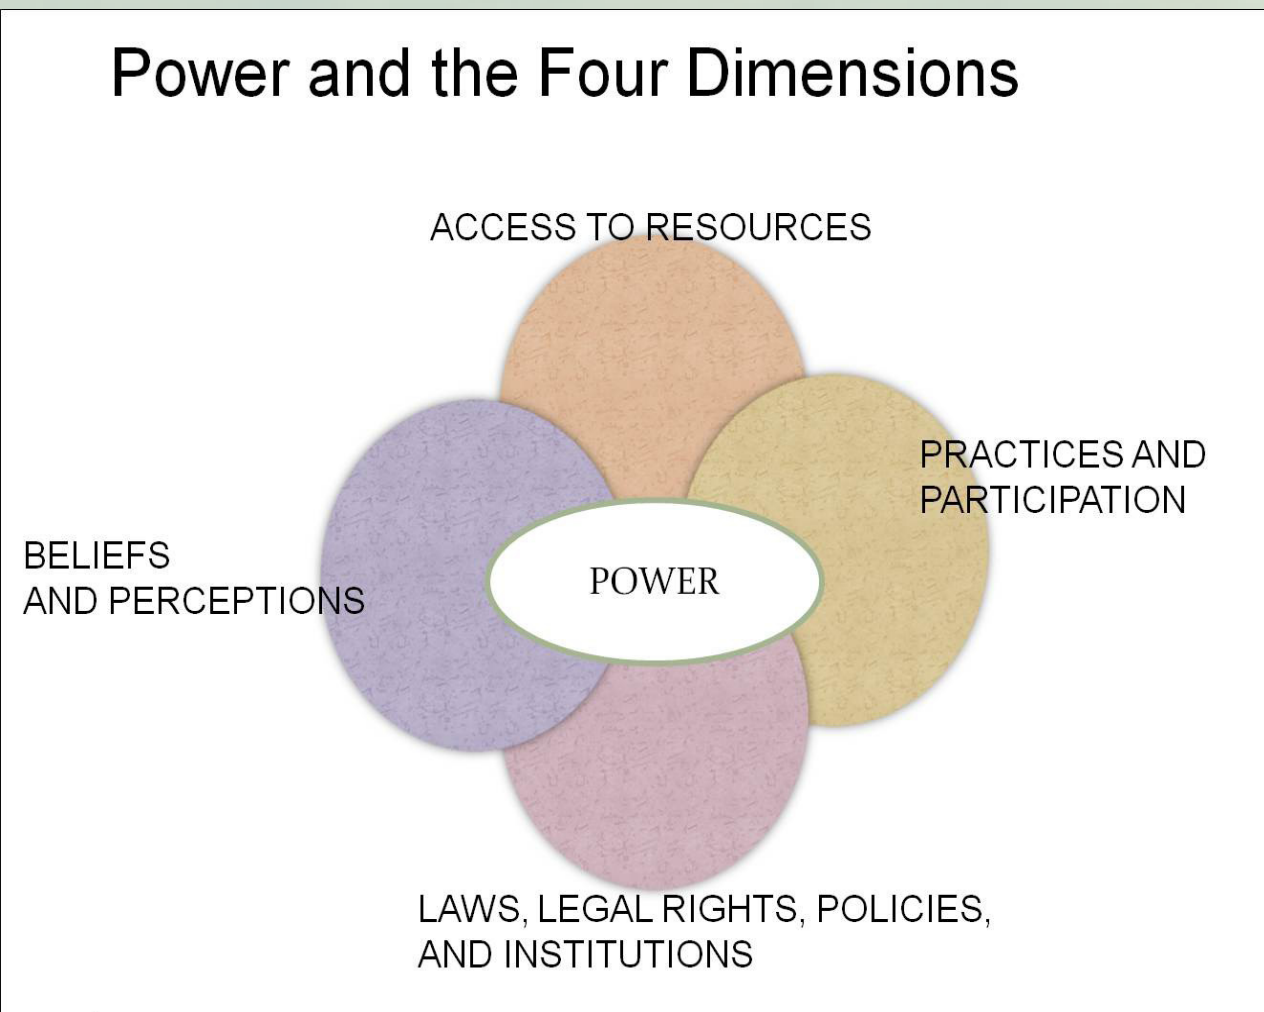 Power and the Four Dimensions
ACCESS TO RESOURCES
PRACTICES AND
PARTICIPATION
BELIEFS
AND PERCEPTIONS
POWER
LAWS, LEGAL RIGHTS, POLICIES,
AND INSTITUTIONS